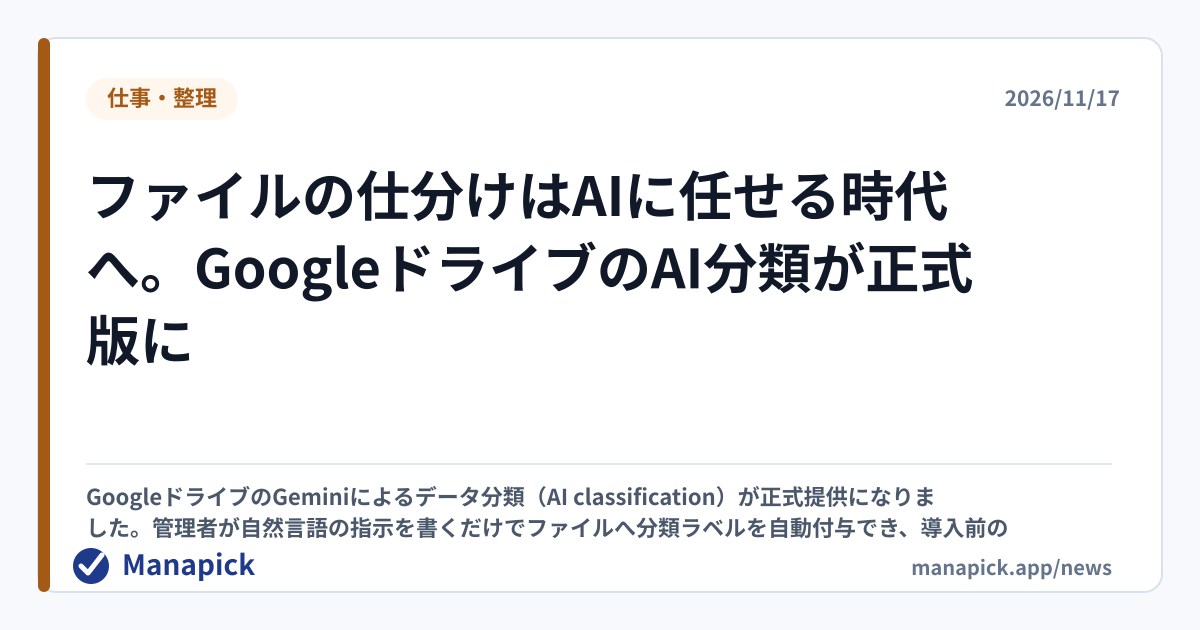 仕事・整理
2026/11/17
ファイルの仕分けはAIに任せる時代
へ。GoogleドライブのAI分類が正式
版に
GoogleドライブのGeminiによるデータ分類（AI classification）が正式提供になりま
した。管理者が自然言語の指示を書くだけでファイルへ分類ラベルを自動付与でき、導入前の
Manapick
manapick.app/news